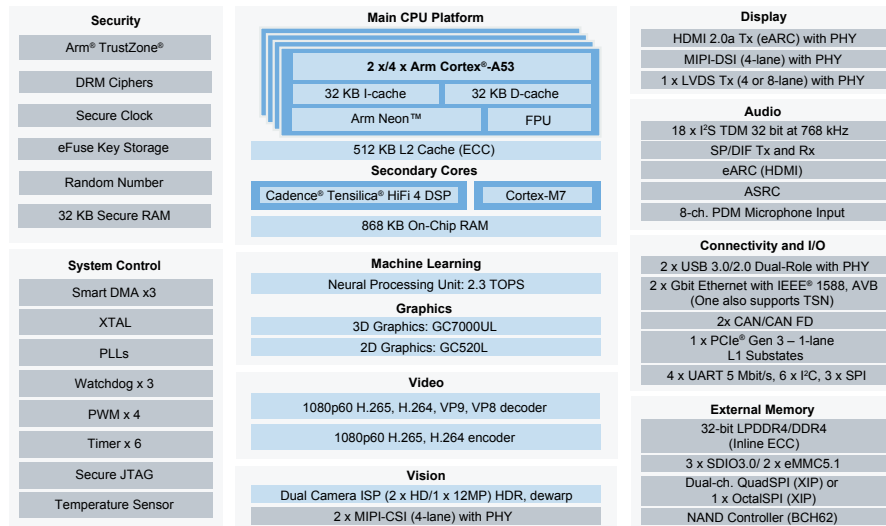 Security
Arm® TrustZone®
DRM Ciphers
Secure Clock
eFuse Key Storage
Random Number
32 KB Secure RAM
System Control
Smart DMA x3
XTAL
PLLs
Watchdog x 3
PWM x 4
Timer x 6
Secure JTAG
Temperature Sensor
Main CPU Platform
2 x/4 x Arm Cortex®-A53
32 KB I-cache
32 KB D-cache
Arm Neon™
FPU
512 KB L2 Cache (ECC)
Secondary Cores
Cadence® Tensilica® HiFi 4 DSP
Cortex-M7
868 KB On-Chip RAM
Machine Learning
Neural Processing Unit: 2.3 TOPS
Graphics
3D Graphics: GC7000UL
2D Graphics: GC520L
Video
1080p60 H.265, H.264, VP9, VP8 decoder
1080p60 H.265, H.264 encoder
Vision
Dual Camera ISP (2 x HD/1 x 12MP) HDR, dewarp
2 x MIPI-CSI (4-lane) with PHY
Display
HDMI 2.0a Tx (eARC) with PHY
MIPI-DSI (4-lane) with PHY
1 x LVDS Tx (4 or 8-lane) with PHY
Audio
18 x I²S TDM 32 bit at 768 kHz
SP/DIF Tx and Rx
eARC (HDMI)
ASRC
8-ch. PDM Microphone Input
Connectivity and I/O
2 x USB 3.0/2.0 Dual-Role with PHY
2 x Gbit Ethernet with IEEE® 1588, AVB
(One also supports TSN)
2x CAN/CAN FD
1 x PCIe® Gen 3 – 1-lane
L1 Substates
4 x UART 5 Mbit/s, 6 x I²C, 3 x SPI
External Memory
32-bit LPDDR4/DDR4
(Inline ECC)
3 x SDIO3.0/ 2 x eMMC5.1
Dual-ch. QuadSPI (XIP) or
1 x OctalSPI (XIP)
NAND Controller (BCH62)